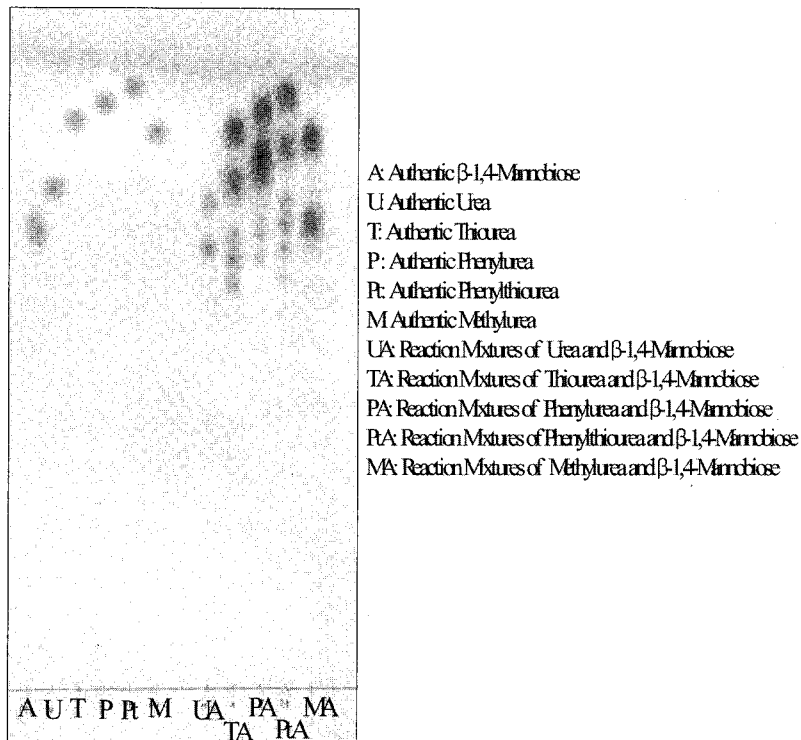 A: Authentic β-1,4-Mannobiose
U: Authentic Urea
T: Authentic Thiourea
P: Authentic Phenylurea
Pt: Authentic Phenylthiourea
M: Authentic Methylurea
UA: Reaction Mixtures of Urea and β-1,4-Mannobiose
TA: Reaction Mixtures of Thiourea and β-1,4-Mannobiose
PA: Reaction Mixtures of Phenylurea and β-1,4-Mannobiose
PtA: Reaction Mixtures of Phenylthiourea and β-1,4-Mannobiose
MA: Reaction Mixtures of Methylurea and β-1,4-Mannobiose
A U T P Pt M UA PA MA
TA PtA